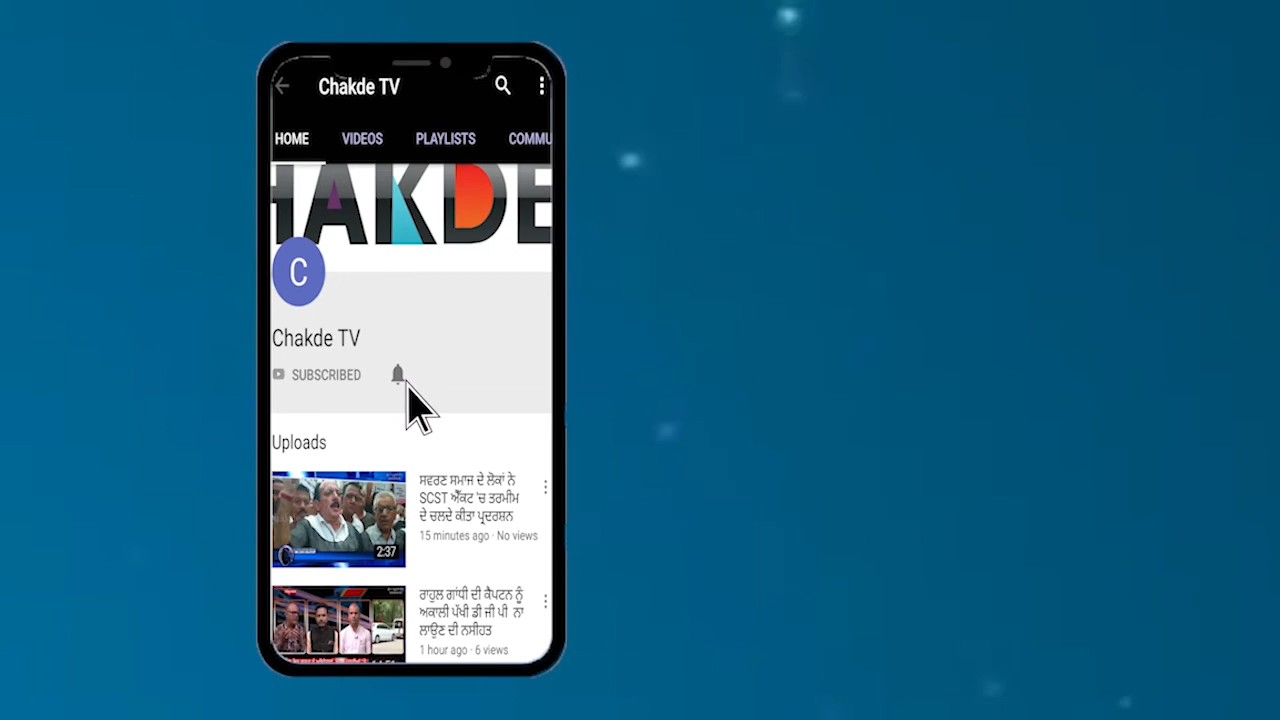 Chakde TV
HOME VIDEOS PLAYLISTS COMMU
HAKDE
C
Chakde TV
SUBSCRIBED
Uploads
ਸਵਰਣ ਸਮਾਜ ਦੇ ਲੋਕਾਂ ਨੇ
SCST ਐੱਕਟ 'ਚ ਤਰਮੀਮ
ਦੇ ਚਲਦੇ ਕੀਤਾ ਪ੍ਰਦਰਸ਼ਨ
15 minutes ago · No views
2:37
ਰਾਹੁਲ ਗਾਂਧੀ ਦੀ ਕੈਪਟਨ ਨੂੰ
ਅਕਾਲੀ ਪੱਖੀ ਡੀ ਜੀ ਪੀ ਨਾ
ਲਾਉਣ ਦੀ ਨਸੀਹਤ
1 hour ago · 6 views